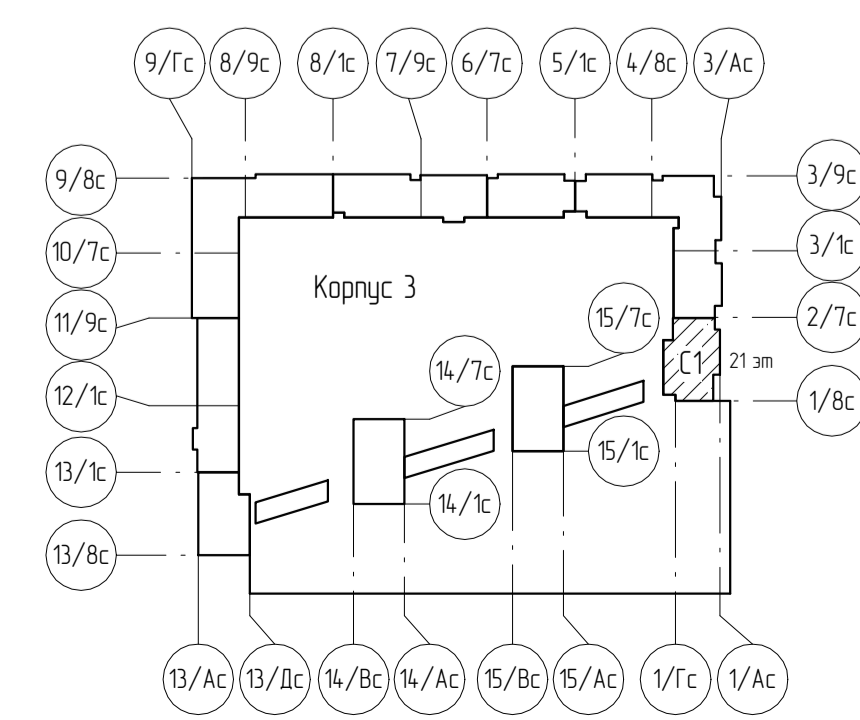 9/Гс 8/9с 8/1с 7/9с 6/7с 5/1с 4/8с 3/Ас
9/8с
3/9с
10/7с
3/1с
Корпус 3
11/9с
15/7с
2/7с
14/7с
С1
21 эт
12/1с
1/8с
13/1с
15/1с
14/1с
13/8с
13/Ас 13/Дс 14/Вс 14/Ас 15/Вс 15/Ас 1/Гс 1/Ас